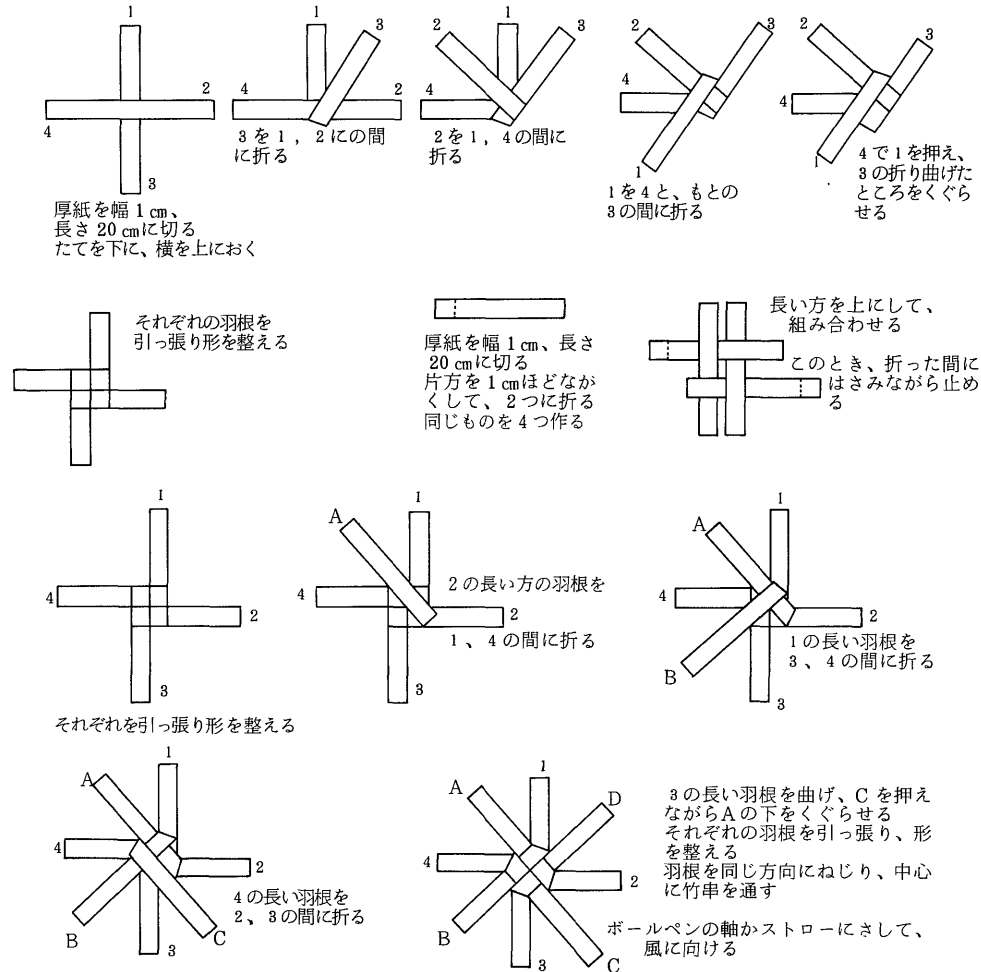 1
2
4
3
厚紙を幅1cm、
長さ20cmに切る
たてを下に、横を上におく
1
3
4
2
3を1，2にの間
に折る
2
1
3
4
2を1，4の間に
折る
2
3
4
1
1を4と、もとの
3の間に折る
2
3
4
1
4で1を押え、
3の折り曲げた
ところをくぐら
せる
それぞれの羽根を
引っ張り形を整える
厚紙を幅1cm、長さ
20cmに切る
片方を1cmほどなが
くして、2つに折る
同じものを4つ作る
長い方を上にして、
組み合わせる
このとき、折った間に
はさみながら止め
る
1
4
2
3
それぞれを引っ張り形を整える
A
1
4
2
3
2の長い方の羽根を
1、4の間に折る
A
1
4
2
B
3
1の長い羽根を
3、4の間に折る
1
A
4
2
B
3
C
4の長い羽根を
2、3の間に折る
1
A
D
4
2
B
3
C
3の長い羽根を曲げ、Cを押え
ながらAの下をくぐらせる
それぞれの羽根を引っ張り、形
を整える
羽根を同じ方向にねじり、中心
に竹串を通す
ボールペンの軸かストローにさして、
風に向ける